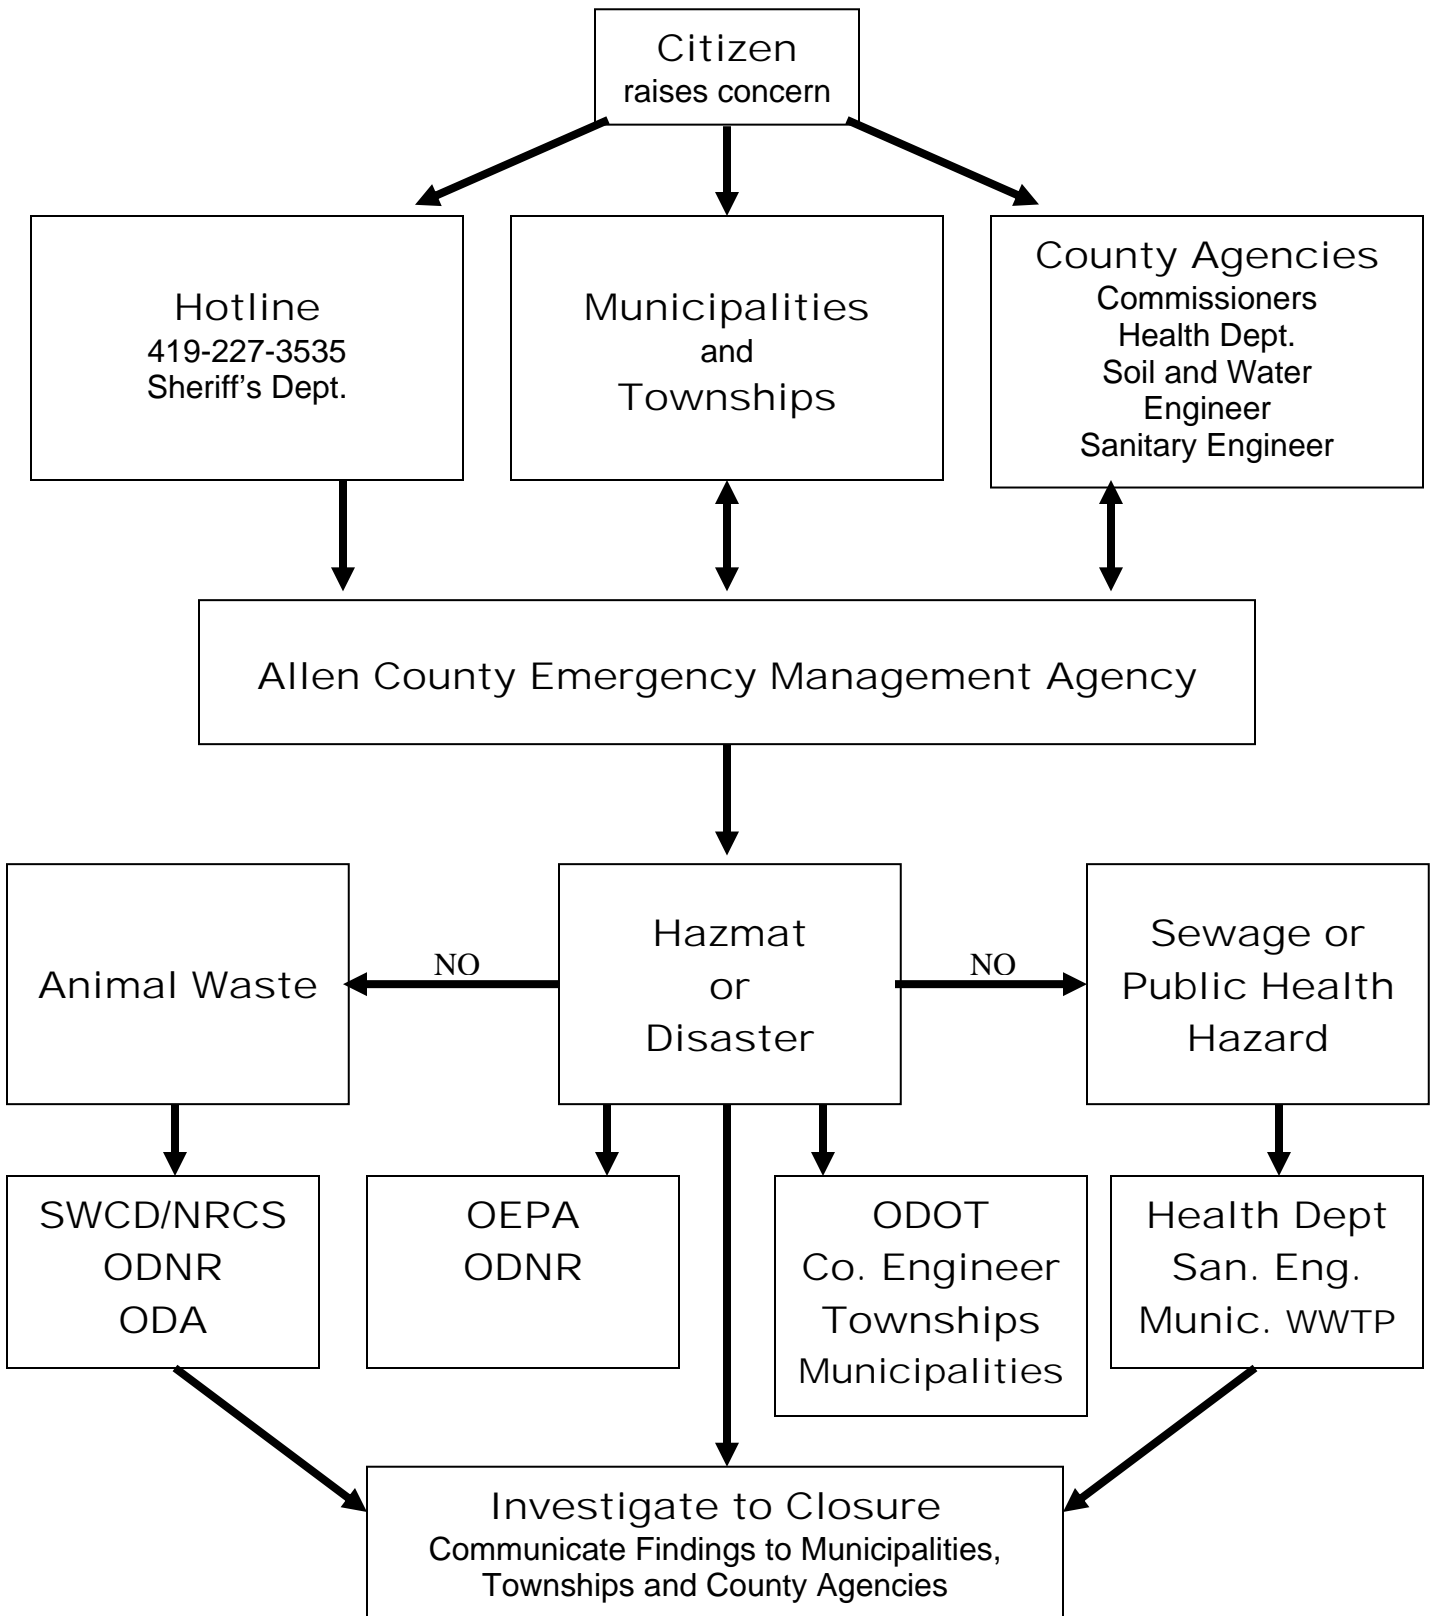 Citizen
raises concern
Hotline
419-227-3535
Sheriff’s Dept.
Municipalities
and
Townships
County Agencies
Commissioners
Health Dept.
Soil and Water
Engineer
Sanitary Engineer
Allen County Emergency Management Agency
Animal Waste
NO
Hazmat
or
Disaster
NO
Sewage or
Public Health
Hazard
SWCD/NRCS
ODNR
ODA
OEPA
ODNR
ODOT
Co. Engineer
Townships
Municipalities
Health Dept
San. Eng.
Munic. WWTP
Investigate to Closure
Communicate Findings to Municipalities,
Townships and County Agencies